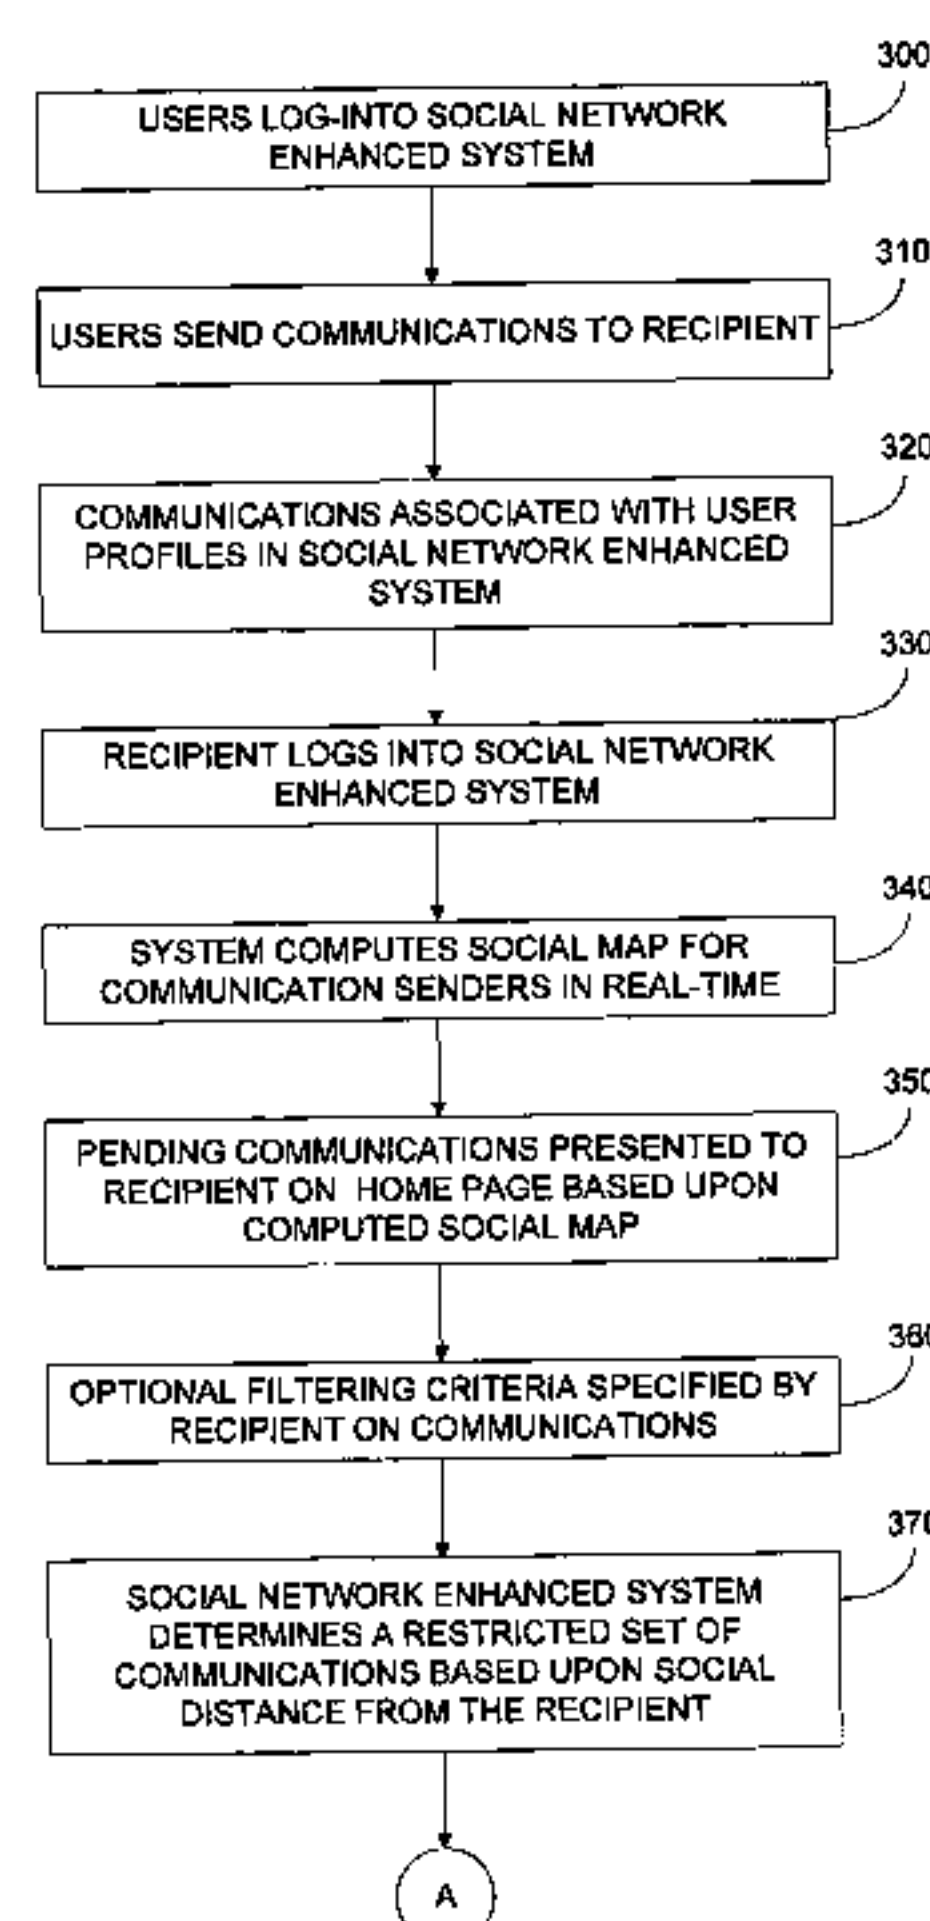 300
USERS LOG-INTO SOCIAL NETWORK
ENHANCED SYSTEM
310
USERS SEND COMMUNICATIONS TO RECIPIENT
320
COMMUNICATIONS ASSOCIATED WITH USER
PROFILES IN SOCIAL NETWORK ENHANCED
SYSTEM
330
RECIPIENT LOGS INTO SOCIAL NETWORK
ENHANCED SYSTEM
340
SYSTEM COMPUTES SOCIAL MAP FOR
COMMUNICATION SENDERS IN REAL-TIME
350
PENDING COMMUNICATIONS PRESENTED TO
RECIPIENT ON HOME PAGE BASED UPON
COMPUTED SOCIAL MAP
360
OPTIONAL FILTERING CRITERIA SPECIFIED BY
RECIPIENT ON COMMUNICATIONS
370
SOCIAL NETWORK ENHANCED SYSTEM
DETERMINES A RESTRICTED SET OF
COMMUNICATIONS BASED UPON SOCIAL
DISTANCE FROM THE RECIPIENT
A